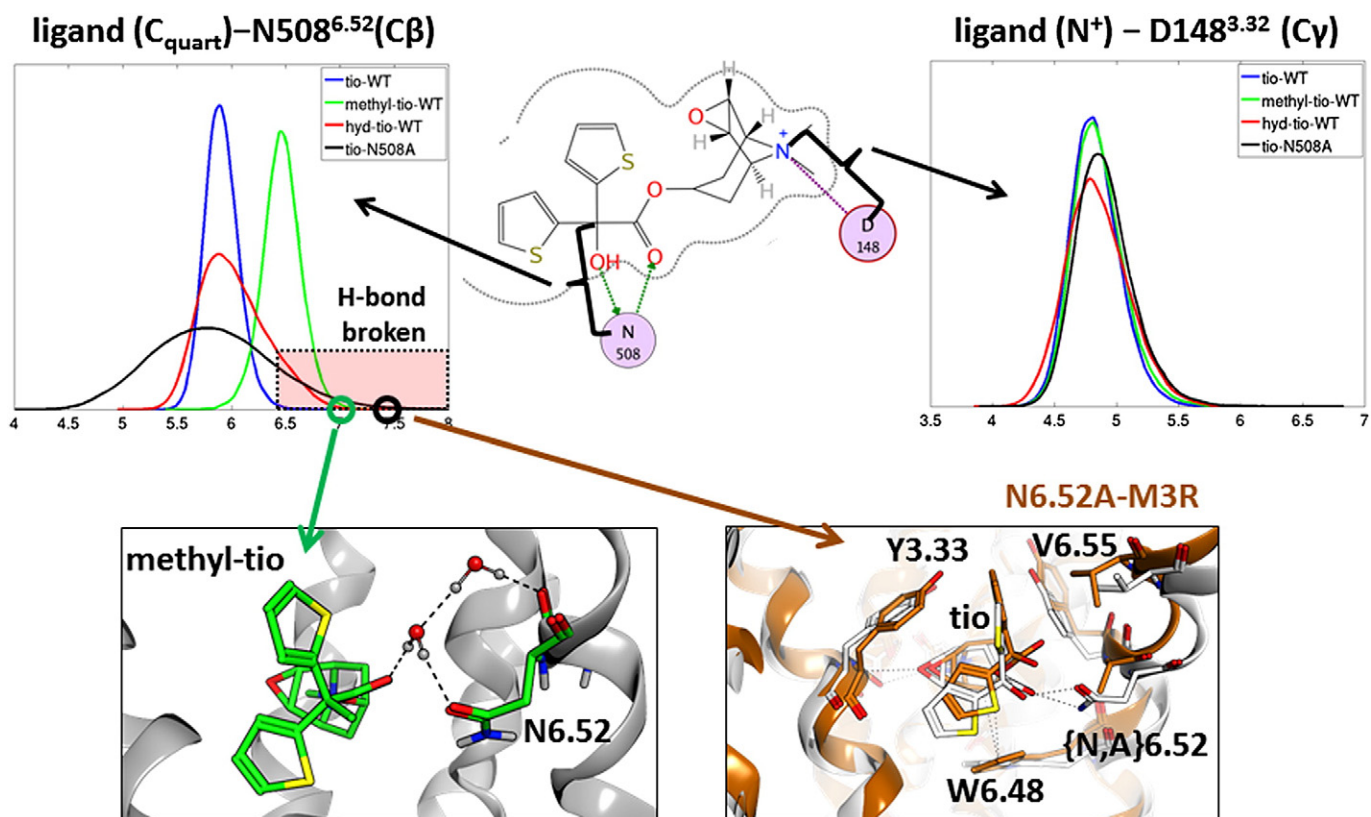 ligand (Cquart)–N508^6.52(Cβ)
ligand (N+) – D148^3.32 (Cγ)
4 4.5 5 5.5 6 6.5 7 7.5 8
tio-WT
methyl-tio-WT
hyd-tio-WT
tio-N508A
H-bond
broken
H
O
H
H
H
+
N
S
S
O
O
OH
D
148
N
508
tio-WT
methyl-tio-WT
hyd-tio-WT
tio-N508A
3.5 4 4.5 5 5.5 6 6.5 7
N6.52A-M3R
methyl-tio
N6.52
Y3.33
V6.55
tio
{N,A}6.52
W6.48